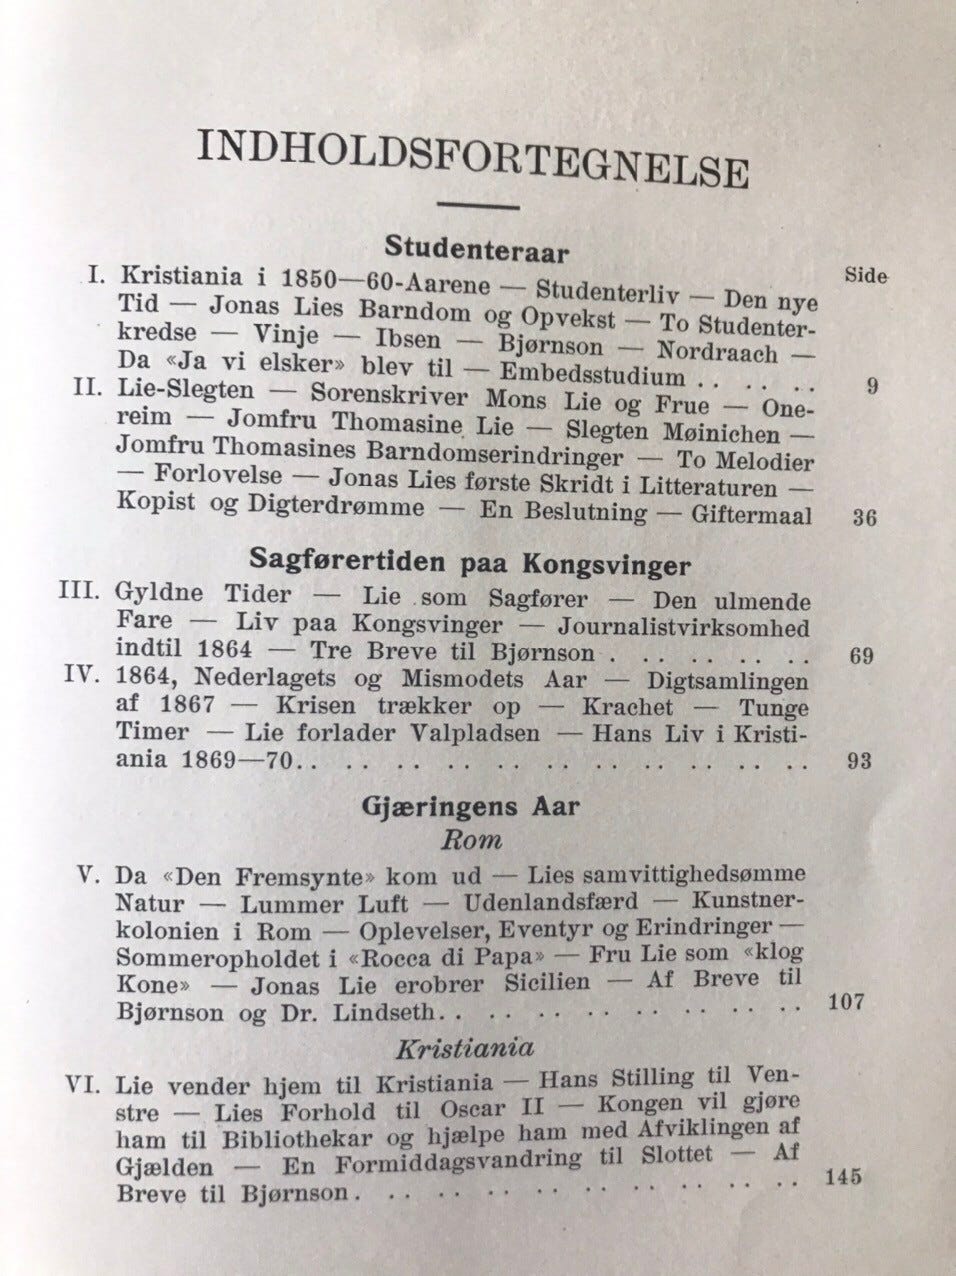 INDHOLDSFORTEGNELSE
Studenteraar
Side
I. Kristiania i 1850—60-Aarene — Studenterliv — Den nye
Tid — Jonas Lies Barndom og Opvekst — To Studenter-
kredse — Vinje — Ibsen — Bjørnson — Nordraach —
Da «Ja vi elsker» blev til — Embedsstudium . . . . . . 9
II. Lie-Slegten — Sorenskriver Mons Lie og Frue — One-
reim — Jomfru Thomasine Lie — Slegten Møinichen —
Jomfru Thomasines Barndomserindringer — To Melodier
— Forlovelse — Jonas Lies første Skridt i Litteraturen —
Kopist og Digterdrømme — En Beslutning — Giftermaal 36
Sagførertiden paa Kongsvinger
III. Gyldne Tider — Lie som Sagfører — Den ulmende
Fare — Liv paa Kongsvinger — Journalistvirksomhed
indtil 1864 — Tre Breve til Bjørnson . . . . . . . . . 69
IV. 1864, Nederlagets og Mismodets Aar — Digtsamlingen
af 1867 — Krisen trækker op — Krachet — Tunge
Timer — Lie forlader Valpladsen — Hans Liv i Kristi-
ania 1869—70. . . . . . . . . . . . . . . . . . . . . . 93
Gjæringens Aar
Rom
V. Da «Den Fremsynte» kom ud — Lies samvittighedsømme
Natur — Lummer Luft — Udenlandsfærd — Kunstner-
kolonien i Rom — Oplevelser, Eventyr og Erindringer —
Sommeropholdet i «Rocca di Papa» — Fru Lie som «klog
Kone» — Jonas Lie erobrer Sicilien — Af Breve til
Bjørnson og Dr. Lindseth. . . . . . . . . . . . . . . . 107
Kristiania
VI. Lie vender hjem til Kristiania — Hans Stilling til Ven-
stre — Lies Forhold til Oscar II — Kongen vil gjøre
ham til Bibliothekar og hjælpe ham med Afviklingen af
Gjælden — En Formiddagsvandring til Slottet — Af
Breve til Bjørnson. . . . . . . . . . . . . . . . . . . 145